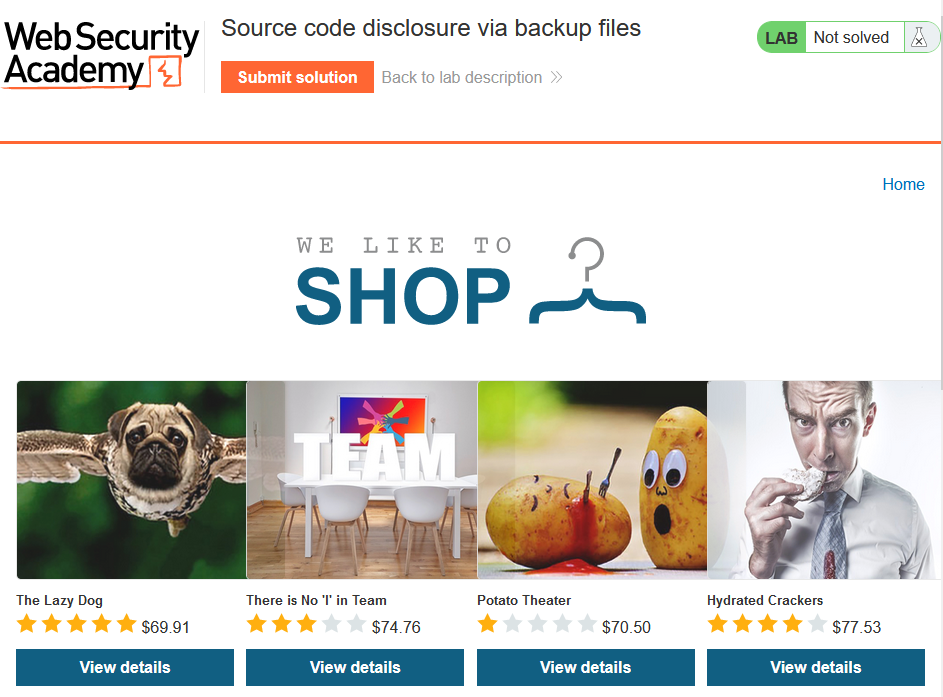 Web Security
Academy
Source code disclosure via backup files
Submit solution
Back to lab description
LAB
Not solved
Home
WE LIKE TO
SHOP
TEAM
The Lazy Dog
$69.91
View details
There is No 'I' in Team
$74.76
View details
Potato Theater
$70.50
View details
Hydrated Crackers
$77.53
View details